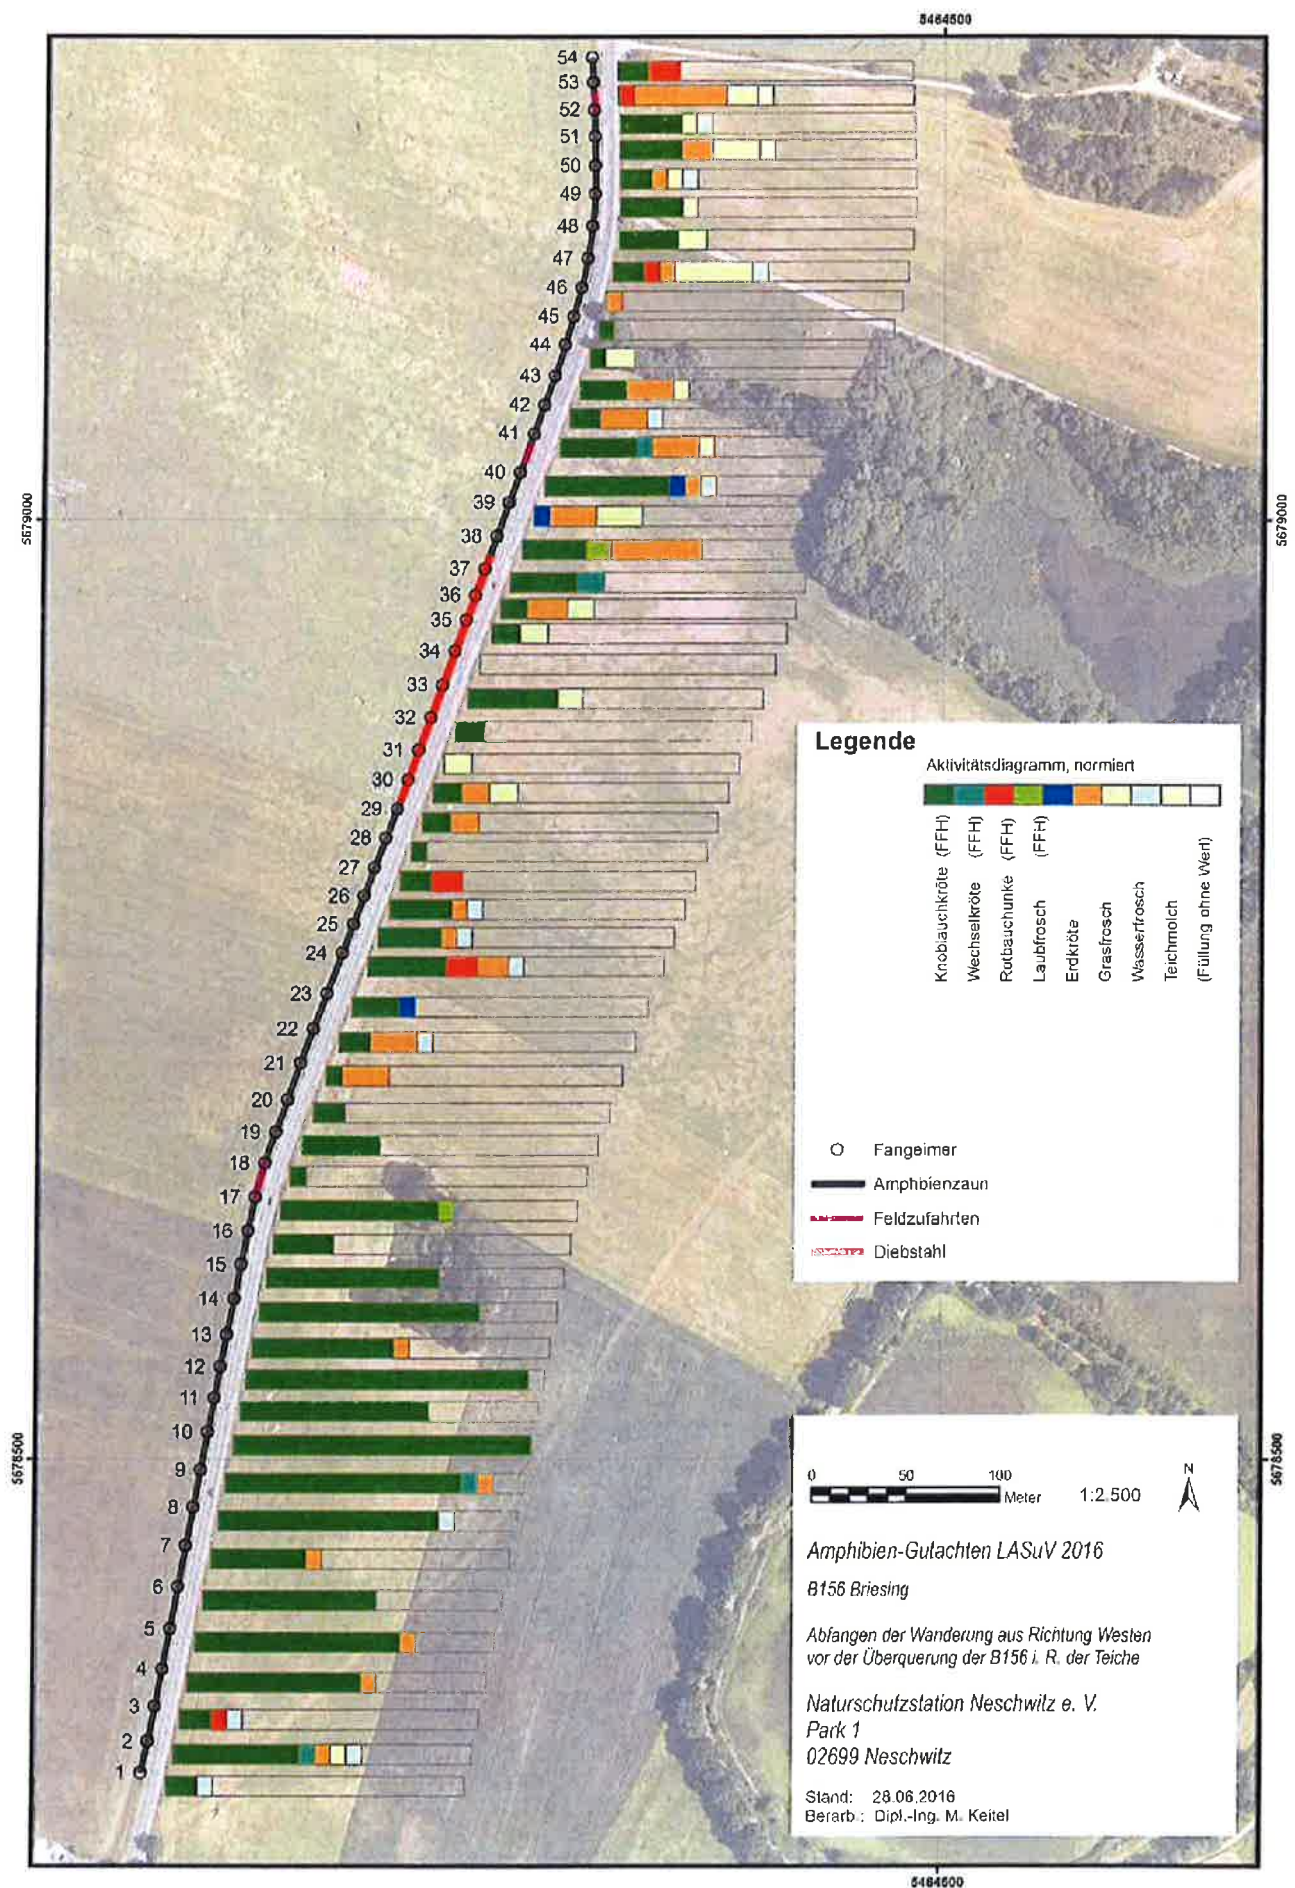 5464500
54
53
52
51
50
49
48
47
46
45
44
43
42
41
40
39
38
37
36
35
34
33
32
31
30
29
28
27
26
25
24
23
22
21
20
19
18
17
16
15
14
13
12
11
10
9
8
7
6
5
4
3
2
1
5679000
5679000
5678500
5678500
Legende
Aktivitätsdiagramm, normiert
Knoblauchkröte (FFH)
Wechselkröte (FFH)
Rotbauchunke (FFH)
Laubfrosch (FFH)
Erdkröte
Grasfrosch
Wasserfrosch
Teichmolch
(Füllung ohne Wert)
Fangeimer
Amphibienzaun
Feldzufahrten
Diebstahl
0 50 100
Meter 1:2.500
N
Amphibien-Gutachten LASuV 2016
B156 Briesing
Abfangen der Wanderung aus Richtung Westen
vor der Überquerung der B156 i. R. der Teiche
Naturschutzstation Neschwitz e. V.
Park 1
02699 Neschwitz
Stand: 28.06.2016
Berarb.: Dipl.-Ing. M. Keitel
5464500